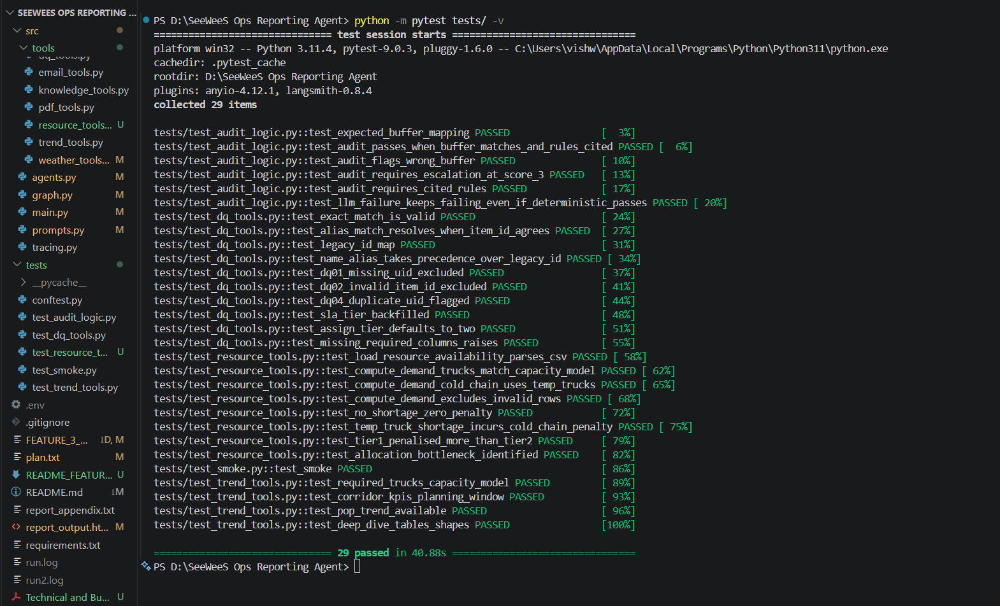 SEEWEES OPS REPORTING ...
src
tools
dq_tools.py
email_tools.py
knowledge_tools.py
pdf_tools.py
resource_tools... U
trend_tools.py
weather_tools... M
agents.py M
graph.py M
main.py M
prompts.py M
tracing.py
tests
__pycache__
conftest.py
test_audit_logic.py
test_dq_tools.py
test_resource_t... U
test_smoke.py
test_trend_tools.py
.env
.gitignore
FEATURE_3_... ↓D, M
plan.txt M
README_FEATUR... U
README.md ↓M
report_appendix.txt
report_output.ht... M
requirements.txt
run.log
run2.log
Technical and Bu... U
PS D:\SeeWeeS Ops Reporting Agent> python -m pytest tests/ -v
=============================== test session starts ================================
platform win32 -- Python 3.11.4, pytest-9.0.3, pluggy-1.6.0 -- C:\Users\vishw\AppData\Local\Programs\Python\Python311\python.exe
cachedir: .pytest_cache
rootdir: D:\SeeWeeS Ops Reporting Agent
plugins: anyio-4.12.1, langsmith-0.8.4
collected 29 items
tests/test_audit_logic.py::test_expected_buffer_mapping PASSED [  3%]
tests/test_audit_logic.py::test_audit_passes_when_buffer_matches_and_rules_cited PASSED [  6%]
tests/test_audit_logic.py::test_audit_flags_wrong_buffer PASSED [ 10%]
tests/test_audit_logic.py::test_audit_requires_escalation_at_score_3 PASSED [ 13%]
tests/test_audit_logic.py::test_audit_requires_cited_rules PASSED [ 17%]
tests/test_audit_logic.py::test_llm_failure_keeps_failing_even_if_deterministic_passes PASSED [ 20%]
tests/test_dq_tools.py::test_exact_match_is_valid PASSED [ 24%]
tests/test_dq_tools.py::test_alias_match_resolves_when_item_id_agrees PASSED [ 27%]
tests/test_dq_tools.py::test_legacy_id_map PASSED [ 31%]
tests/test_dq_tools.py::test_name_alias_takes_precedence_over_legacy_id PASSED [ 34%]
tests/test_dq_tools.py::test_dq01_missing_uid_excluded PASSED [ 37%]
tests/test_dq_tools.py::test_dq02_invalid_item_id_excluded PASSED [ 41%]
tests/test_dq_tools.py::test_dq04_duplicate_uid_flagged PASSED [ 44%]
tests/test_dq_tools.py::test_sla_tier_backfilled PASSED [ 48%]
tests/test_dq_tools.py::test_assign_tier_defaults_to_two PASSED [ 51%]
tests/test_dq_tools.py::test_missing_required_columns_raises PASSED [ 55%]
tests/test_resource_tools.py::test_load_resource_availability_parses_csv PASSED [ 58%]
tests/test_resource_tools.py::test_compute_demand_trucks_match_capacity_model PASSED [ 62%]
tests/test_resource_tools.py::test_compute_demand_cold_chain_uses_temp_trucks PASSED [ 65%]
tests/test_resource_tools.py::test_compute_demand_excludes_invalid_rows PASSED [ 68%]
tests/test_resource_tools.py::test_no_shortage_zero_penalty PASSED [ 72%]
tests/test_resource_tools.py::test_temp_truck_shortage_incurs_cold_chain_penalty PASSED [ 75%]
tests/test_resource_tools.py::test_tier1_penalised_more_than_tier2 PASSED [ 79%]
tests/test_resource_tools.py::test_allocation_bottleneck_identified PASSED [ 82%]
tests/test_smoke.py::test_smoke PASSED [ 86%]
tests/test_trend_tools.py::test_required_trucks_capacity_model PASSED [ 89%]
tests/test_trend_tools.py::test_corridor_kpis_planning_window PASSED [ 93%]
tests/test_trend_tools.py::test_pop_trend_available PASSED [ 96%]
tests/test_trend_tools.py::test_deep_dive_tables_shapes PASSED [100%]
=============================== 29 passed in 40.88s ================================
PS D:\SeeWeeS Ops Reporting Agent>